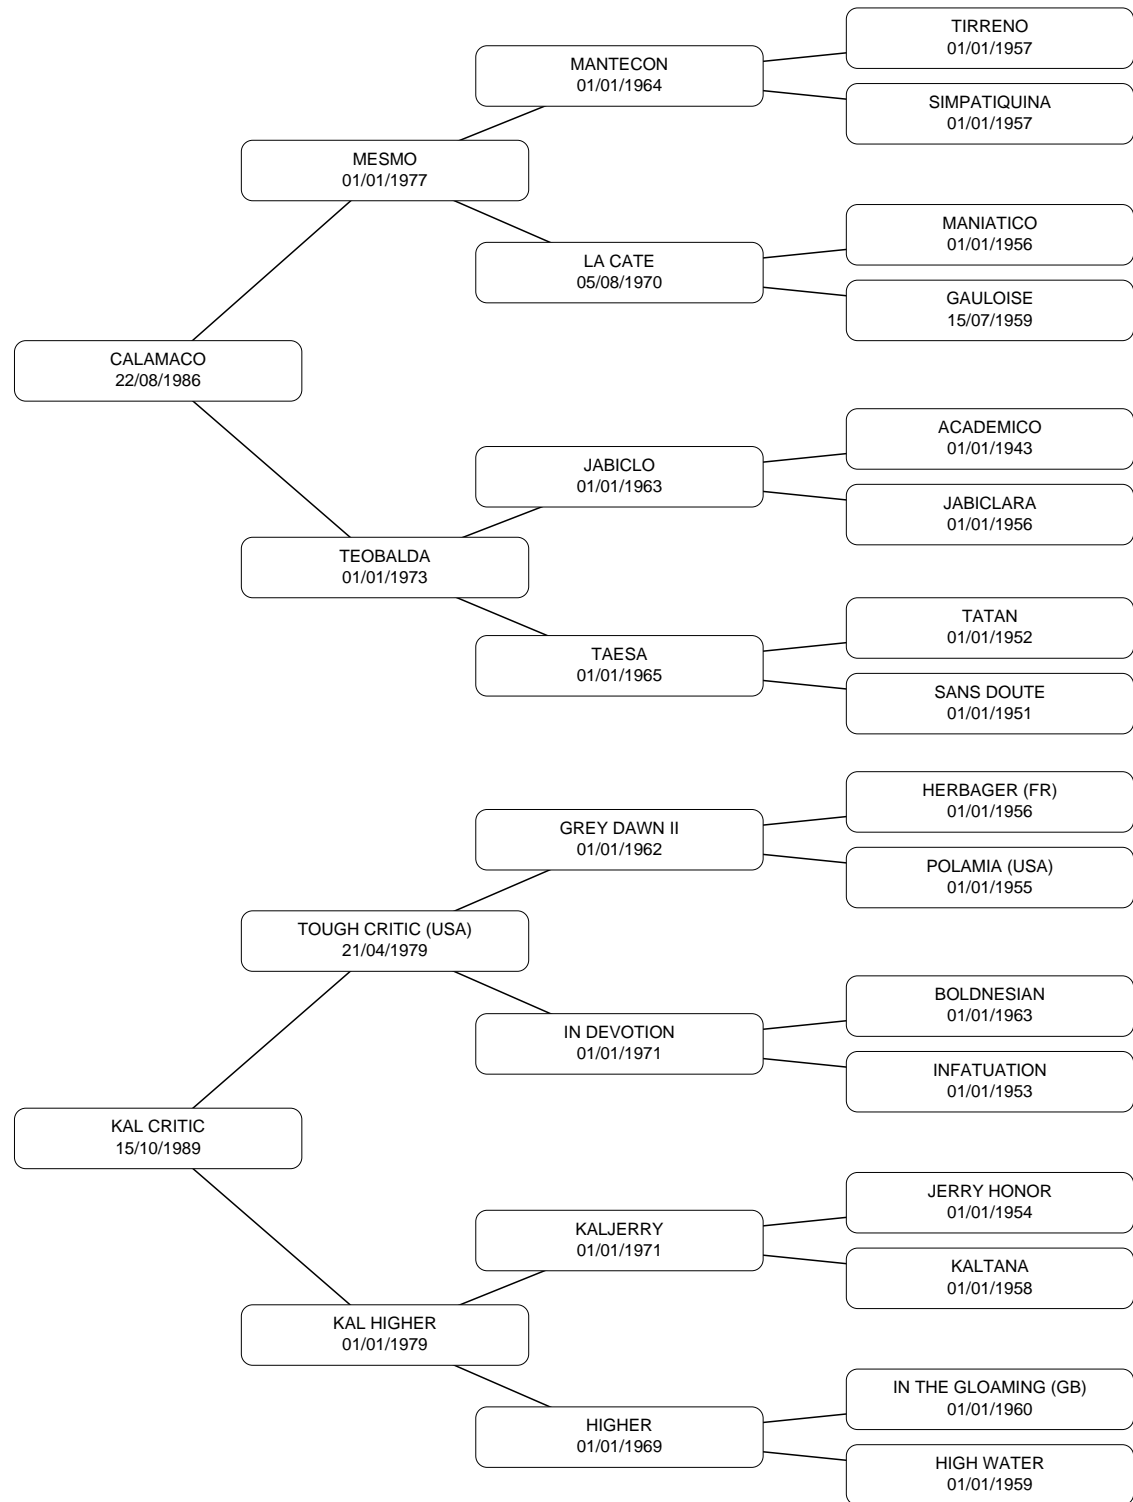 TIRRENO
01/01/1957
MANTECON
01/01/1964
SIMPATIQUINA
01/01/1957
MESMO
01/01/1977
MANIATICO
01/01/1956
LA CATE
05/08/1970
GAULOISE
15/07/1959
CALAMACO
22/08/1986
ACADEMICO
01/01/1943
JABICLO
01/01/1963
JABICLARA
01/01/1956
TEOBALDA
01/01/1973
TATAN
01/01/1952
TAESA
01/01/1965
SANS DOUTE
01/01/1951
HERBAGER (FR)
01/01/1956
GREY DAWN II
01/01/1962
POLAMIA (USA)
01/01/1955
TOUGH CRITIC (USA)
21/04/1979
BOLDNESIAN
01/01/1963
IN DEVOTION
01/01/1971
INFATUATION
01/01/1953
KAL CRITIC
15/10/1989
JERRY HONOR
01/01/1954
KALJERRY
01/01/1971
KALTANA
01/01/1958
KAL HIGHER
01/01/1979
IN THE GLOAMING (GB)
01/01/1960
HIGHER
01/01/1969
HIGH WATER
01/01/1959